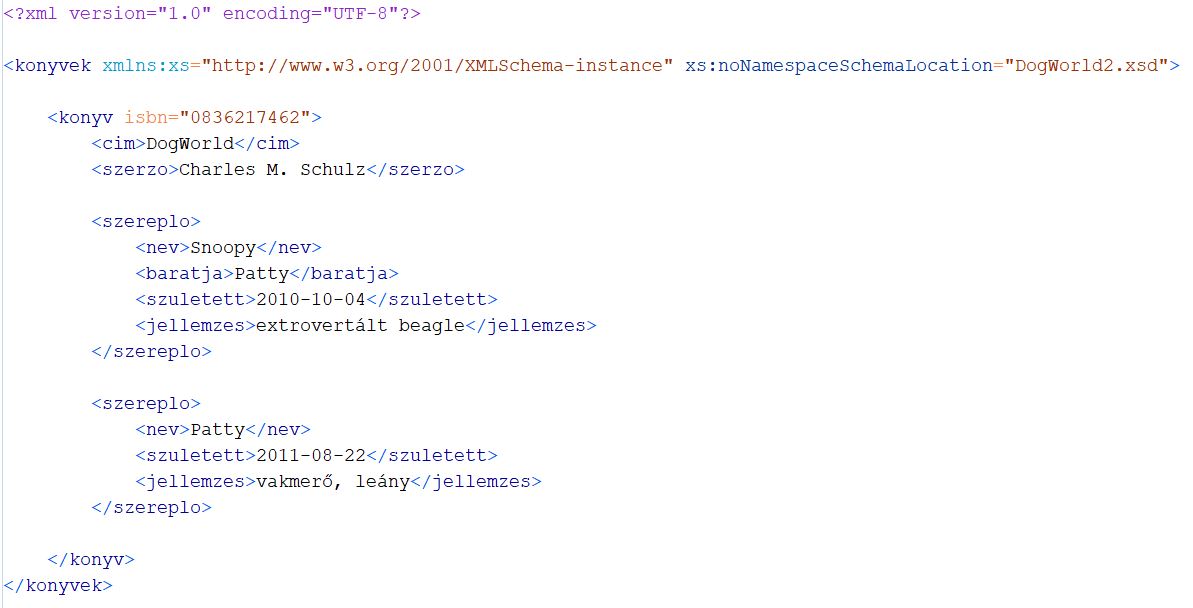 <?xml version="1.0" encoding="UTF-8"?>
<konyvek xmlns:xs="http://www.w3.org/2001/XMLSchema-instance" xs:noNamespaceSchemaLocation="DogWorld2.xsd">
<konyv isbn="0836217462">
<cim>DogWorld</cim>
<szerzo>Charles M. Schulz</szerzo>
<szereplo>
<nev>Snoopy</nev>
<baratja>Patty</baratja>
<szuletett>2010-10-04</szuletett>
<jellemzes>extrovertált beagle</jellemzes>
</szereplo>
<szereplo>
<nev>Patty</nev>
<szuletett>2011-08-22</szuletett>
<jellemzes>vakmerő, leány</jellemzes>
</szereplo>
</konyv>
</konyvek>